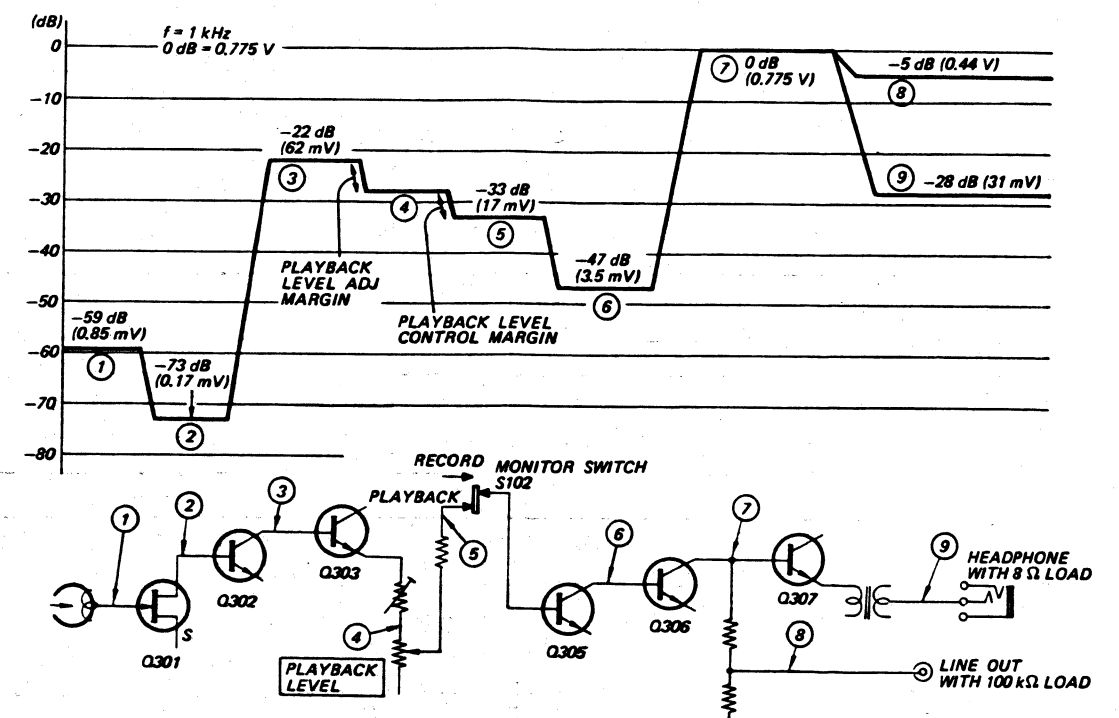 (dB)
f = 1 kHz
0 dB = 0.775 V
0
-10
-20
-30
-40
-50
-60
-70
-80
-59 dB
(0.85 mV)
1
-73 dB
(0.17 mV)
2
-22 dB
(62 mV)
3
PLAYBACK
LEVEL ADJ
MARGIN
4
-33 dB
(17 mV)
5
PLAYBACK LEVEL
CONTROL MARGIN
-47 dB
(3.5 mV)
6
7
0 dB
(0.775 V)
-5 dB (0.44 V)
8
9
-28 dB (31 mV)
RECORD
MONITOR SWITCH
S102
PLAYBACK
1
2
3
4
5
6
7
8
9
S
Q301
Q302
Q303
PLAYBACK
LEVEL
Q305
Q306
Q307
HEADPHONE
WITH 8 Ω LOAD
LINE OUT
WITH 100 kΩ LOAD